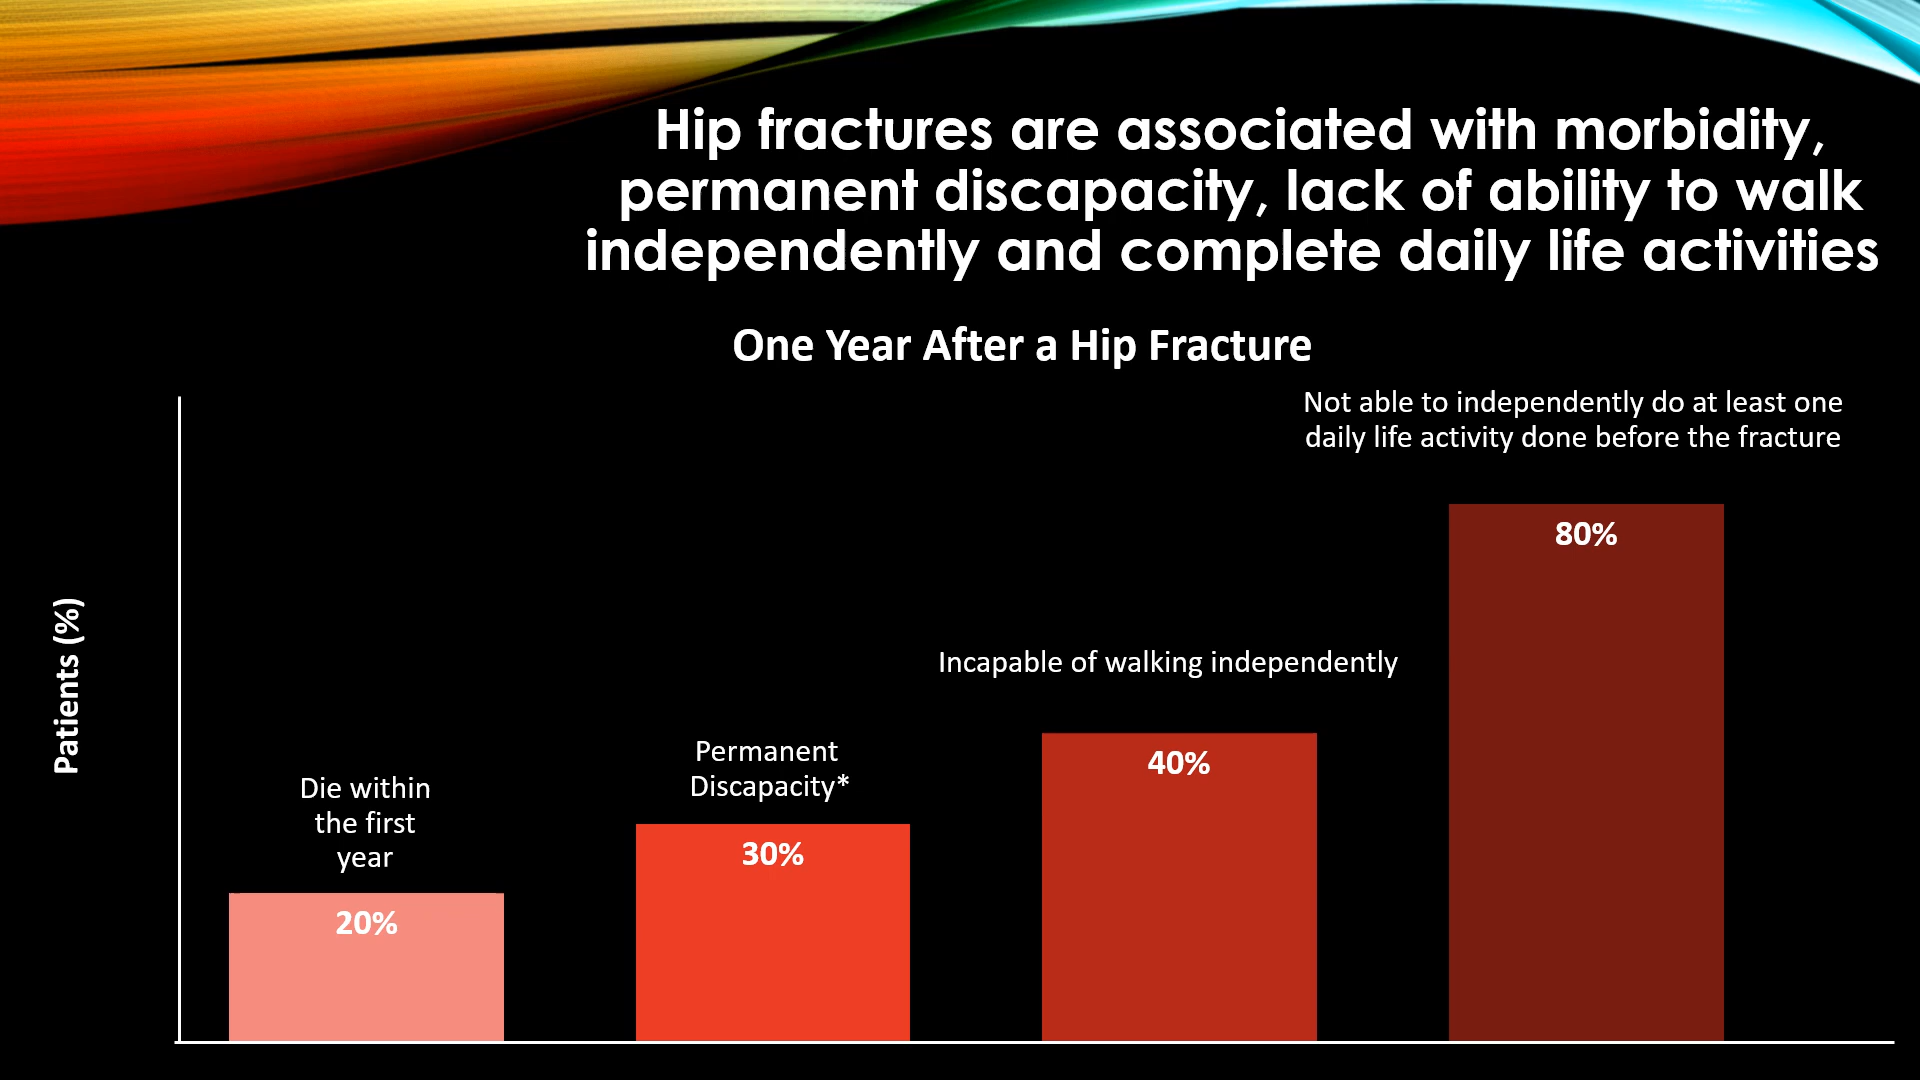 Hip fractures are associated with morbidity,
permanent discapacity, lack of ability to walk
independently and complete daily life activities
One Year After a Hip Fracture
Not able to independently do at least one
daily life activity done before the fracture
80%
Incapable of walking independently
40%
Permanent
Discapacity*
30%
Die within
the first
year
20%
Patients (%)